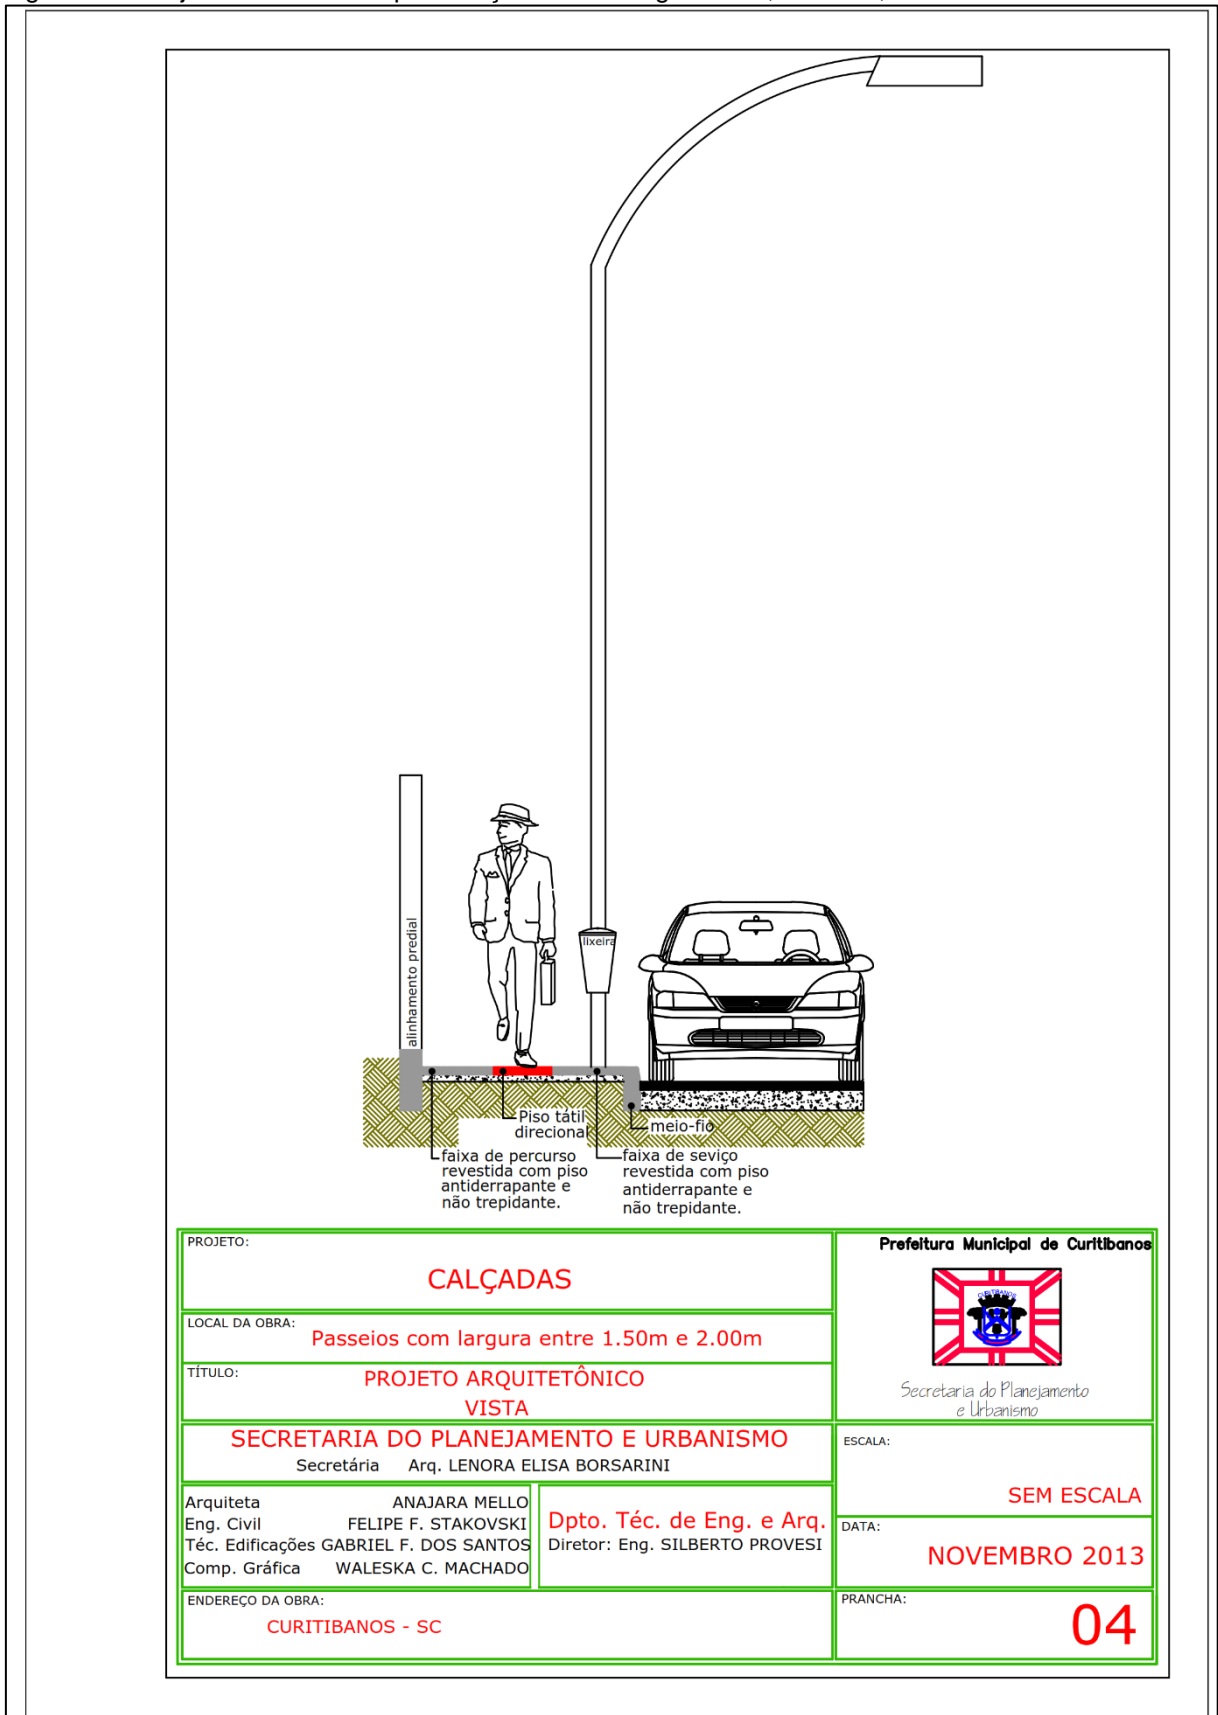 alinhamento predial
lixeira
Piso tátil
direcional
meio-fio
faixa de percurso
revestida com piso
antiderrapante e
não trepidante.
faixa de seviço
revestida com piso
antiderrapante e
não trepidante.
PROJETO:
CALÇADAS
Prefeitura Municipal de Curitibanos
CURITIBANOS
Secretaria do Planejamento
e Urbanismo
LOCAL DA OBRA:
Passeios com largura entre 1.50m e 2.00m
TÍTULO:
PROJETO ARQUITETÔNICO
VISTA
SECRETARIA DO PLANEJAMENTO E URBANISMO
Secretária Arq. LENORA ELISA BORSARINI
ESCALA:
SEM ESCALA
Arquiteta ANAJARA MELLO
Eng. Civil FELIPE F. STAKOVSKI
Téc. Edificações GABRIEL F. DOS SANTOS
Comp. Gráfica WALESKA C. MACHADO
Dpto. Téc. de Eng. e Arq.
Diretor: Eng. SILBERTO PROVESI
DATA:
NOVEMBRO 2013
ENDEREÇO DA OBRA:
CURITIBANOS - SC
PRANCHA:
04